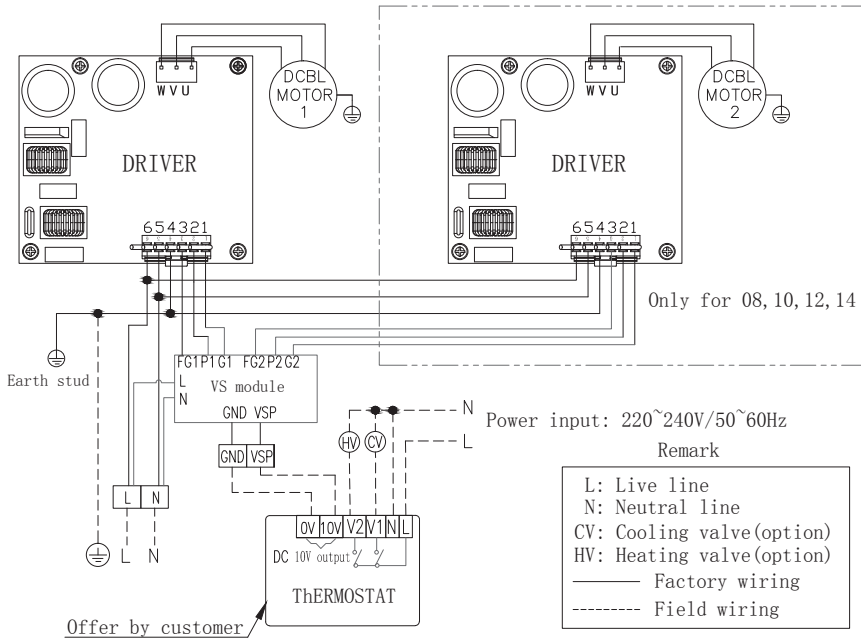 W V U
DCBL
MOTOR
1
DRIVER
654321
W V U
DCBL
MOTOR
2
DRIVER
654321
Only for 08,10,12,14
Earth stud
FG1 P1 G1 FG2 P2 G2
L
N
VS module
GND VSP
GND VSP
L N
L N
HV CV
N
L
Power input: 220~240V/50~60Hz
0V 10V V2 V1 N L
DC 10V output
ThERMOSTAT
Offer by customer
Remark
L: Live line
N: Neutral line
CV: Cooling valve(option)
HV: Heating valve(option)
Factory wiring
Field wiring